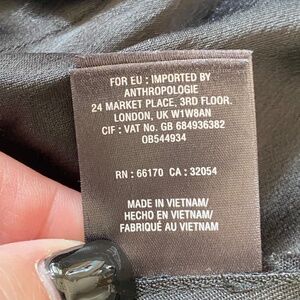 FOR EU : IMPORTED BY
ANTHROPOLOGIE
24 MARKET PLACE, 3RD FLOOR.
LONDON, UK W1W8AN
CIF : VAT No. GB 684936382
OB544934
RN : 66170 CA : 32054
MADE IN VIETNAM/
HECHO EN VIETNAM/
FABRIQUÉ AU VIETNAM